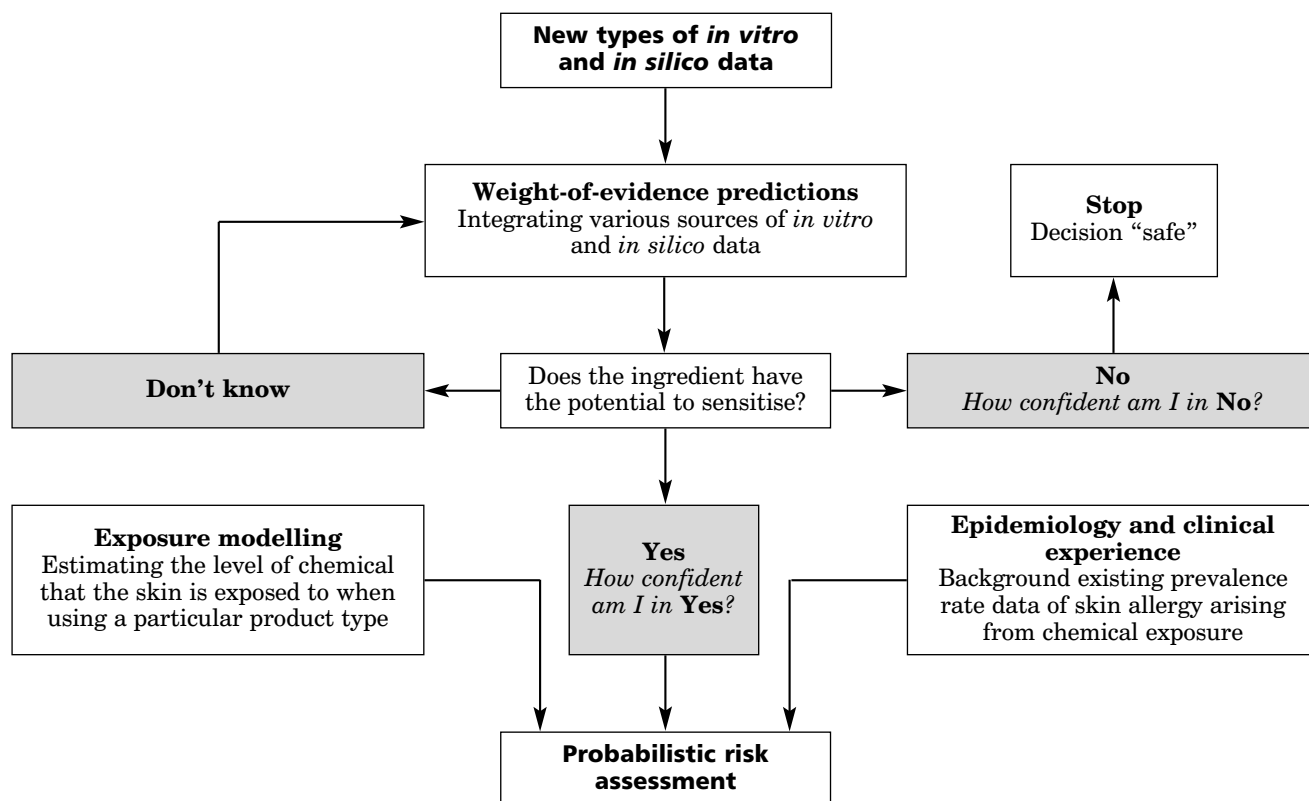 New types of in vitro
and in silico data
Weight-of-evidence predictions
Integrating various sources of in vitro
and in silico data
Stop
Decision “safe”
Don’t know
Does the ingredient have
the potential to sensitise?
No
How confident am I in No?
Exposure modelling
Estimating the level of chemical
that the skin is exposed to when
using a particular product type
Yes
How confident
am I in Yes?
Epidemiology and clinical
experience
Background existing prevalence
rate data of skin allergy arising
from chemical exposure
Probabilistic risk
assessment